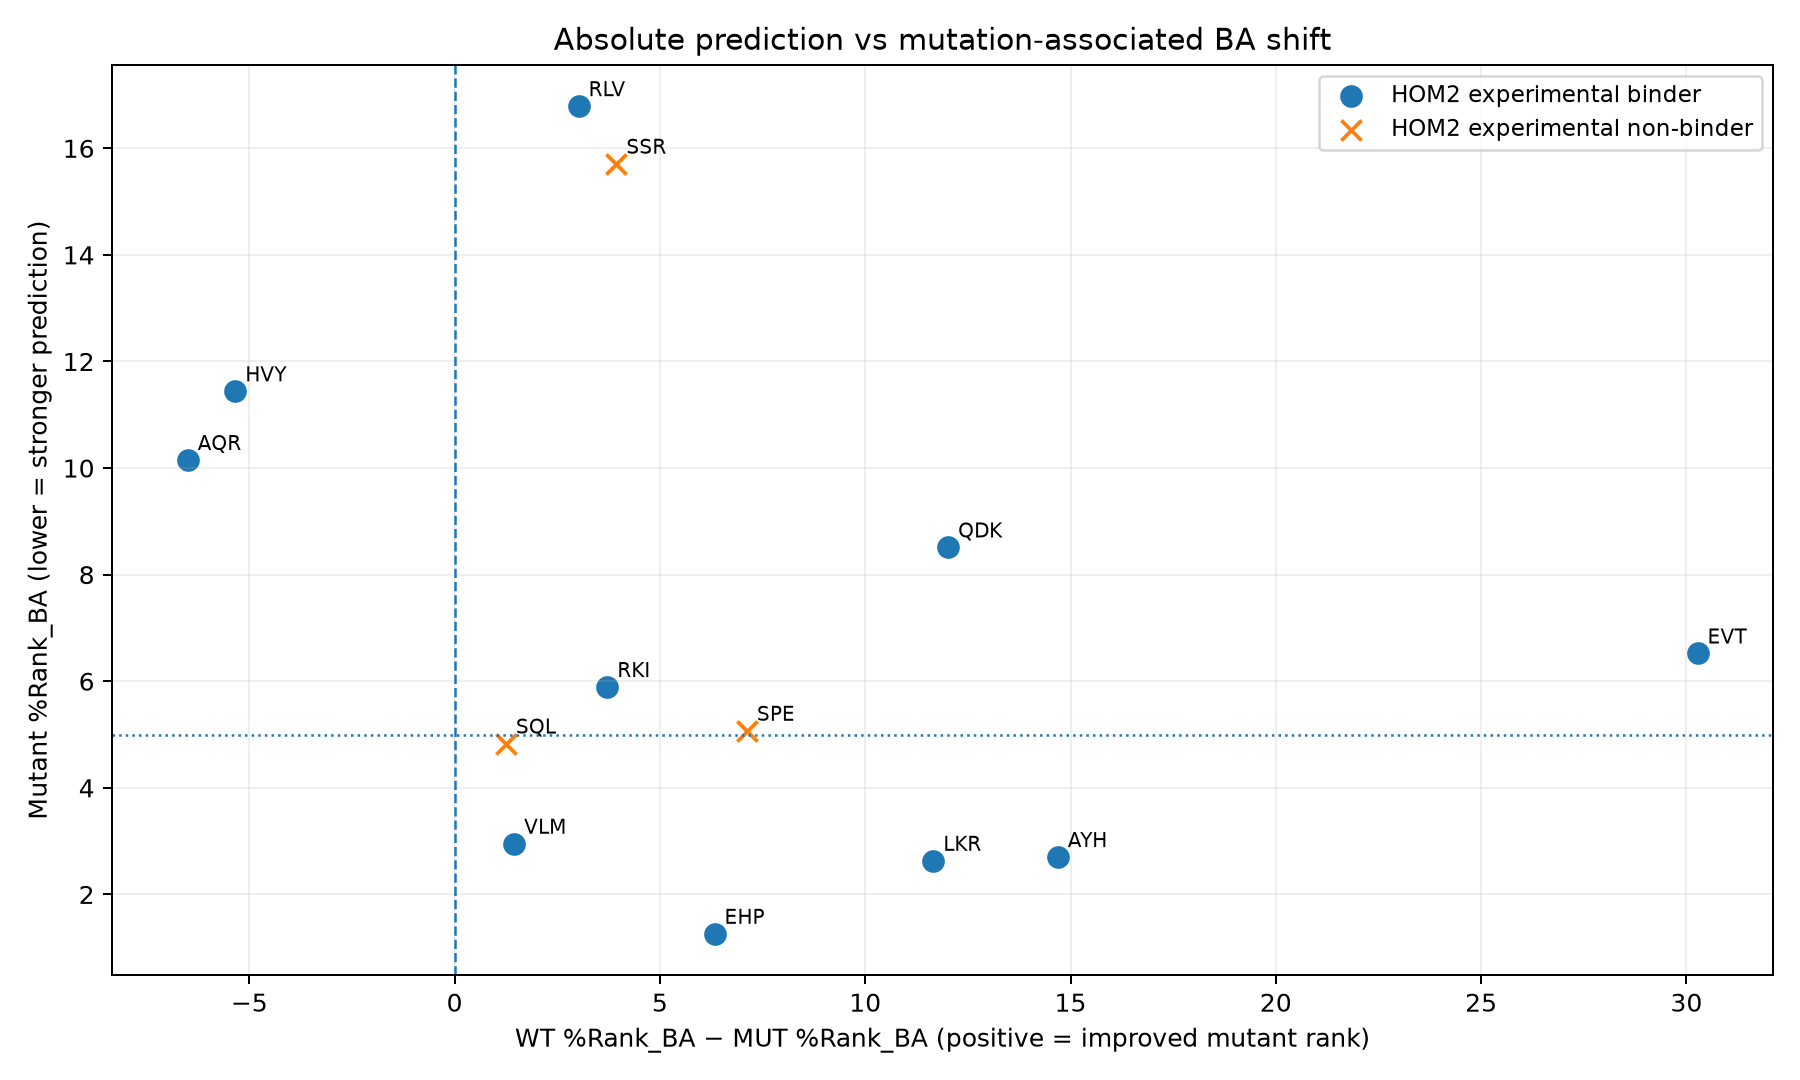 Absolute prediction vs mutation-associated BA shift
HOM2 experimental binder
HOM2 experimental non-binder
Mutant %Rank_BA (lower = stronger prediction)
16
14
12
10
8
6
4
2
RLV
SSR
HVY
AQR
QDK
EVT
RKI
SPE
SQL
VLM
LKR
AYH
EHP
−5
0
5
10
15
20
25
30
WT %Rank_BA − MUT %Rank_BA (positive = improved mutant rank)